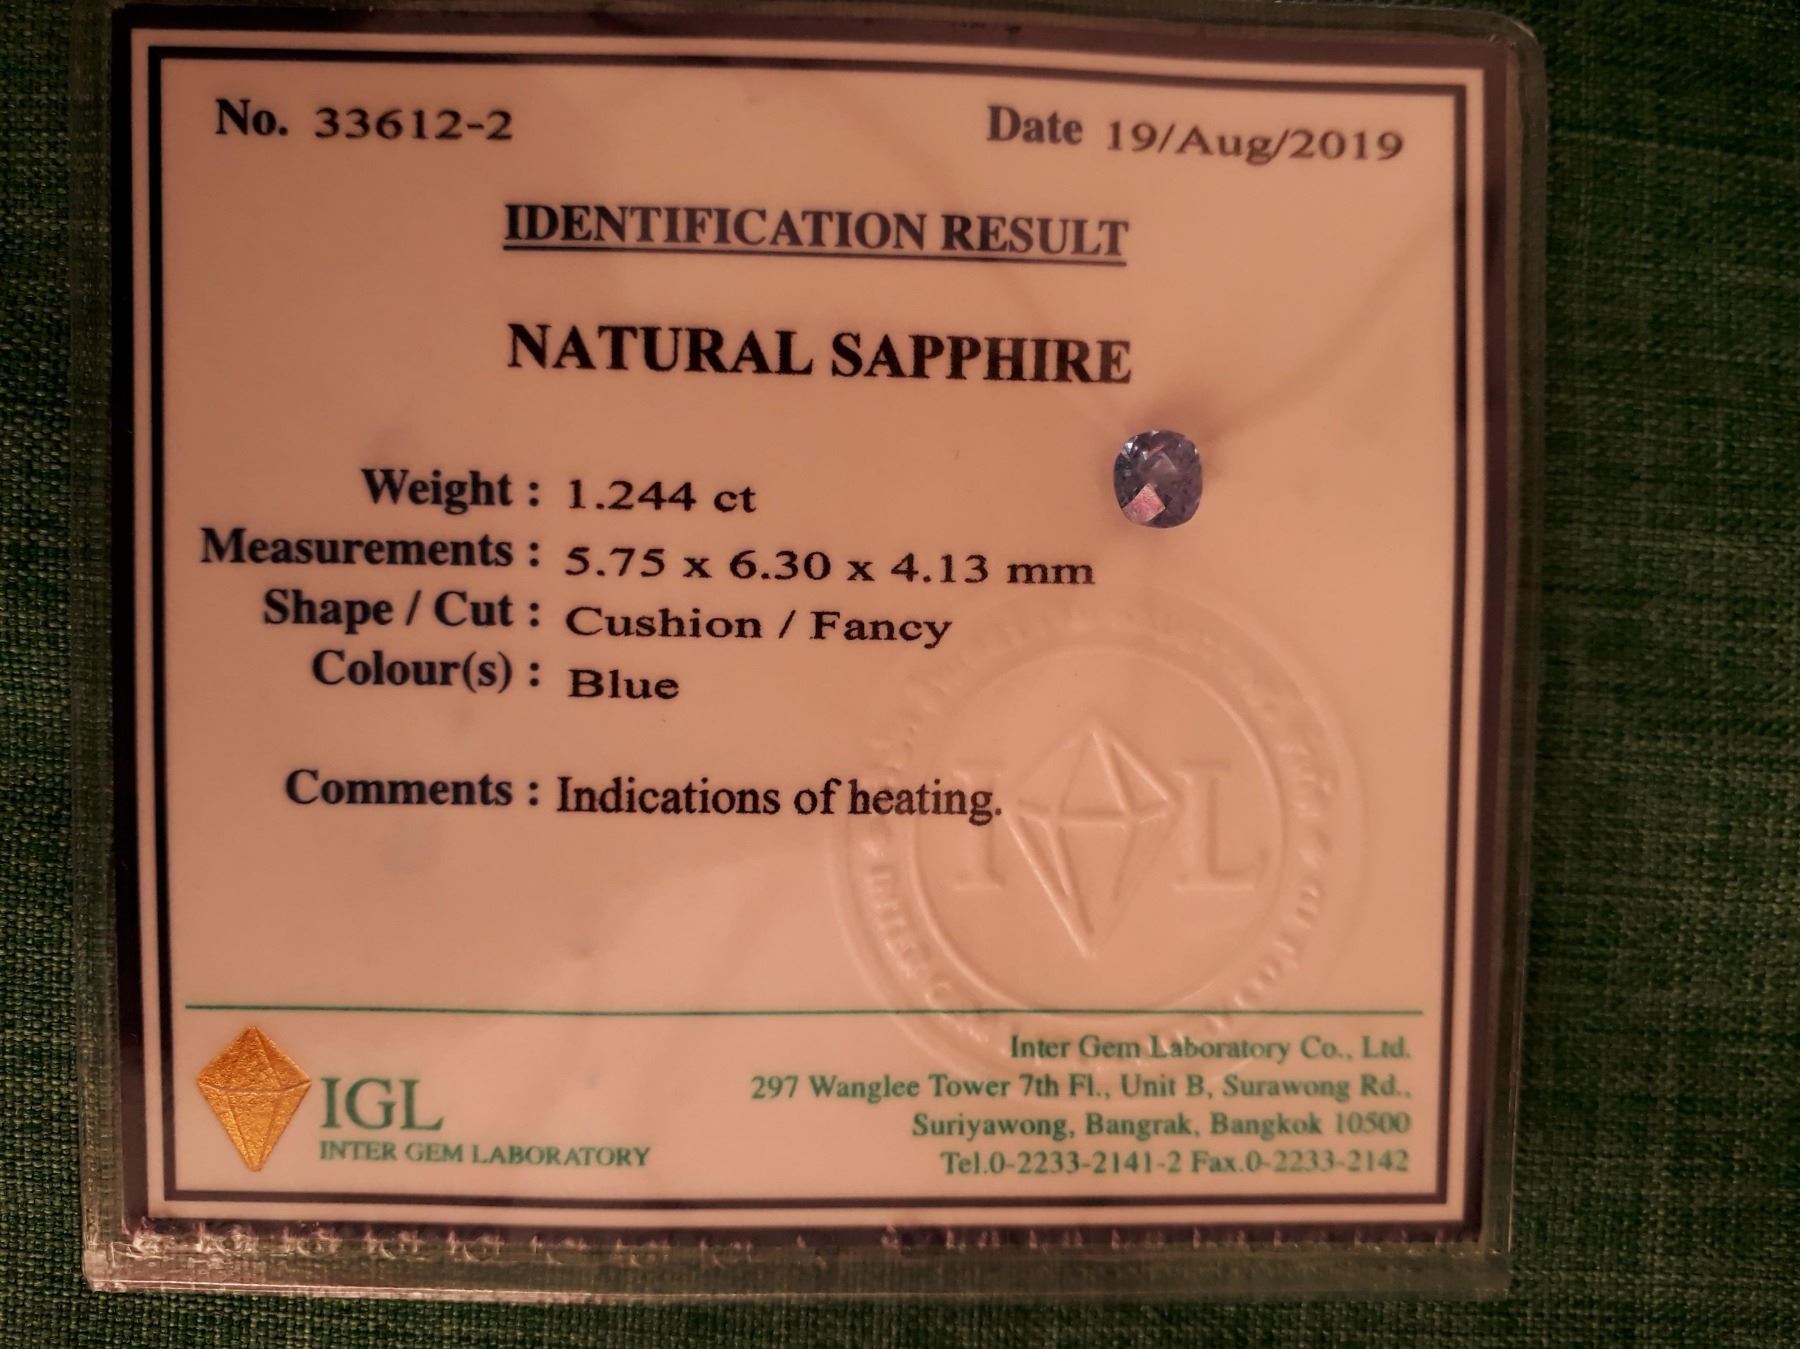 No. 33612-2
Date 19/Aug/2019
IDENTIFICATION RESULT
NATURAL SAPPHIRE
Weight : 1.244 ct
Measurements : 5.75 x 6.30 x 4.13 mm
Shape / Cut : Cushion / Fancy
Colour(s) : Blue
Comments : Indications of heating.
I L
IGL
INTER GEM LABORATORY
Inter Gem Laboratory Co., Ltd.
297 Wanglee Tower 7th Fl., Unit B, Surawong Rd.,
Suriyawong, Bangrak, Bangkok 10500
Tel.0-2233-2141-2 Fax.0-2233-2142